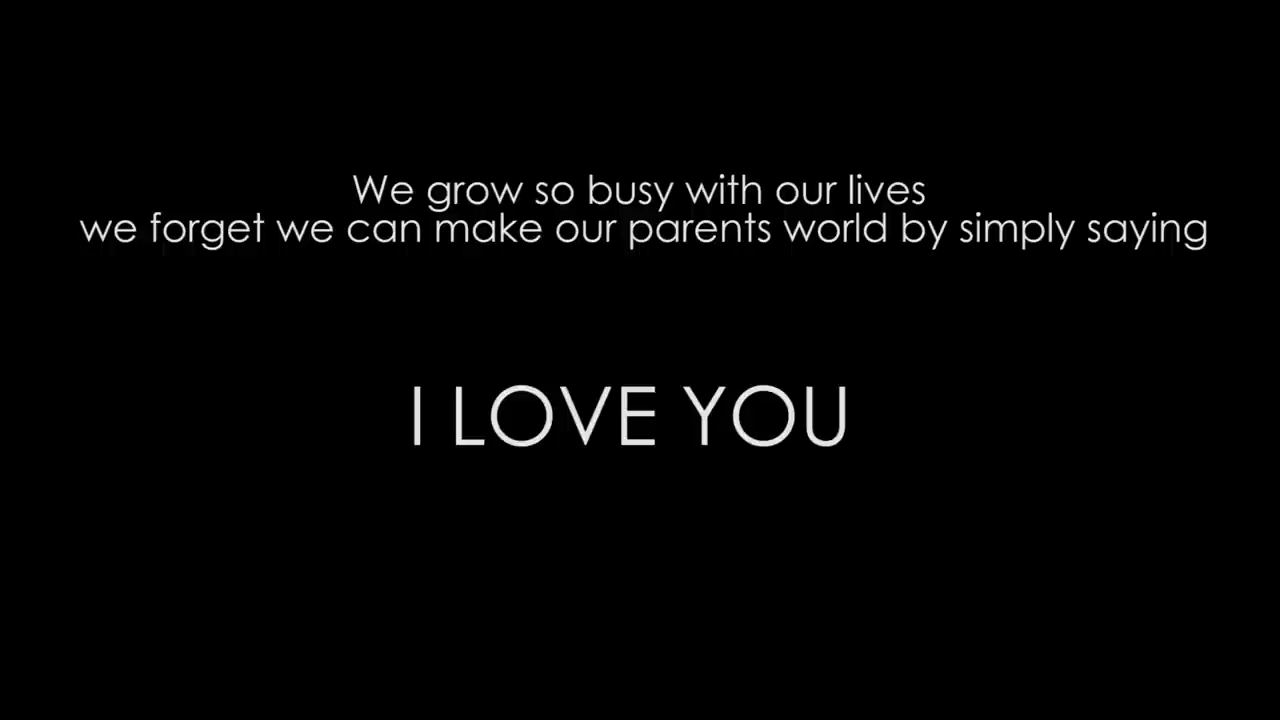 We grow so busy with our lives
we forget we can make our parents world by simply saying
I LOVE YOU